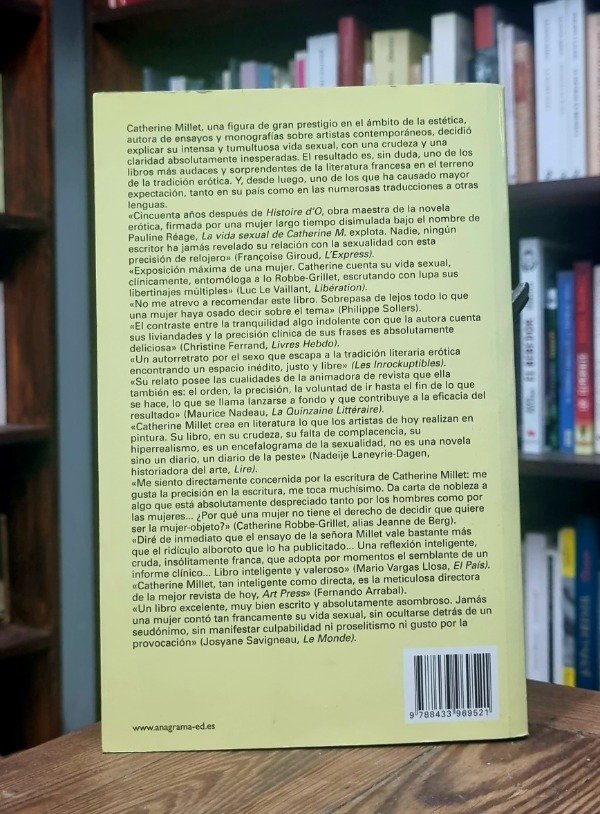 Catherine Millet, una figura de gran prestigio en el ámbito de la estética,
autora de ensayos y monografías sobre artistas contemporáneos, decidió
explicar su intensa y tumultuosa vida sexual, con una crudeza y una
claridad absolutamente inesperadas. El resultado es, sin duda, uno de los
libros más audaces y sorprendentes de la literatura francesa en el terreno
de la tradición erótica. Y, desde luego, uno de los que ha causado mayor
expectación, tanto en su país como en las numerosas traducciones a otras
lenguas.
«Cincuenta años después de Histoire d'O, obra maestra de la novela
erótica, firmada por una mujer largo tiempo disimulada bajo el nombre de
Pauline Réage, La vida sexual de Catherine M. explota. Nadie, ningún
escritor ha jamás revelado su relación con la sexualidad con esta
precisión de relojero» (Françoise Giroud, L'Express).
«Exposición máxima de una mujer. Catherine cuenta su vida sexual,
clínicamente, entomóloga a lo Robbe-Grillet, escrutando con lupa sus
libertinajes múltiples» (Luc Le Vaillant, Libération).
«No me atrevo a recomendar este libro. Sobrepasa de lejos todo lo que
una mujer haya osado decir sobre el tema» (Philippe Sollers).
«El contraste entre la tranquilidad algo indolente con que la autora cuenta
sus liviandades y la precisión clínica de sus frases es absolutamente
deliciosa» (Christine Ferrand, Livres Hebdo).
«Un autorretrato por el sexo que escapa a la tradición literaria erótica
encontrando un espacio inédito, justo y libre» (Les Inrockuptibles).
«Su relato posee las cualidades de la animadora de revista que ella
también es: el orden, la precisión, la voluntad de ir hasta el fin de lo que
se hace, lo que se llama lanzarse a fondo y que contribuye a la eficacia del
resultado» (Maurice Nadeau, La Quinzaine Littéraire).
«Catherine Millet crea en literatura lo que los artistas de hoy realizan en
pintura. Su libro, en su crudeza, su falta de complacencia, su
hiperrealismo, es un encefalograma de la sexualidad, no es una novela
sino un diario, un diario de la peste» (Nadeije Laneyrie-Dagen,
historiadora del arte, Lire).
«Me siento directamente concernida por la escritura de Catherine Millet: me
gusta la precisión en la escritura, me toca muchísimo. Da carta de nobleza a
algo que está absolutamente despreciado tanto por los hombres como por
las mujeres... ¿Por qué una mujer no tiene el derecho de decidir que quiere
ser la mujer-objeto?» (Catherine Robbe-Grillet, alias Jeanne de Berg).
«Diré de inmediato que el ensayo de la señora Millet vale bastante más
que el ridículo alboroto que lo ha publicitado... Una reflexión inteligente,
cruda, insólitamente franca, que adopta por momentos el semblante de un
informe clínico... Libro inteligente y valeroso» (Mario Vargas Llosa, El País).
«Catherine Millet, tan inteligente como directa, es la meticulosa directora
de la mejor revista de hoy, Art Press» (Fernando Arrabal).
«Un libro excelente, muy bien escrito y absolutamente asombroso. Jamás
una mujer contó tan francamente su vida sexual, sin ocultarse detrás de un
seudónimo, sin manifestar culpabilidad ni proselitismo ni gusto por la
provocación» (Josyane Savigneau, Le Monde).
www.anagrama-ed.es
9 788433 969521